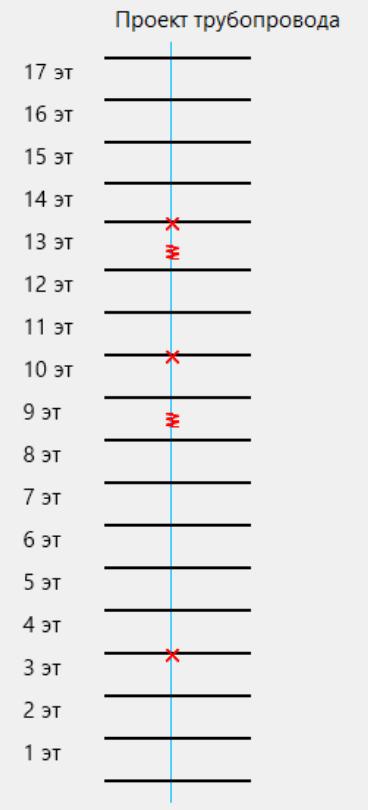 Проект трубопровода
17 эт
16 эт
15 эт
14 эт
13 эт
12 эт
11 эт
10 эт
9 эт
8 эт
7 эт
6 эт
5 эт
4 эт
3 эт
2 эт
1 эт